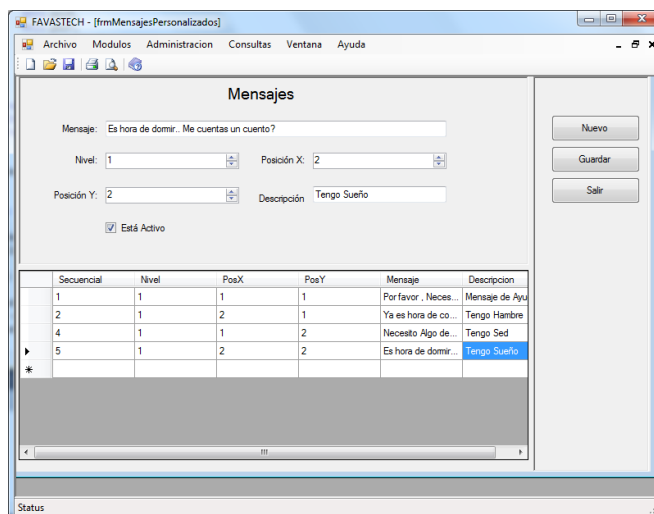 FAVASTECH - [frmMensajesPersonalizados]
Archivo Modulos Administracion Consultas Ventana Ayuda
Mensajes
Mensaje: Es hora de dormir.. Me cuentas un cuento?
Nivel: 1 Posición X: 2
Posición Y: 2 Descripción Tengo Sueño
Está Activo
Nuevo
Guardar
Salir
Secuencial Nivel PosX PosY Mensaje Descripcion
1 1 1 1 Por favor , Neces... Mensaje de Ayu
2 1 2 1 Ya es hora de co... Tengo Hambre
4 1 1 2 Necesito Algo de... Tengo Sed
5 1 2 2 Es hora de dormir... Tengo Sueño
Status